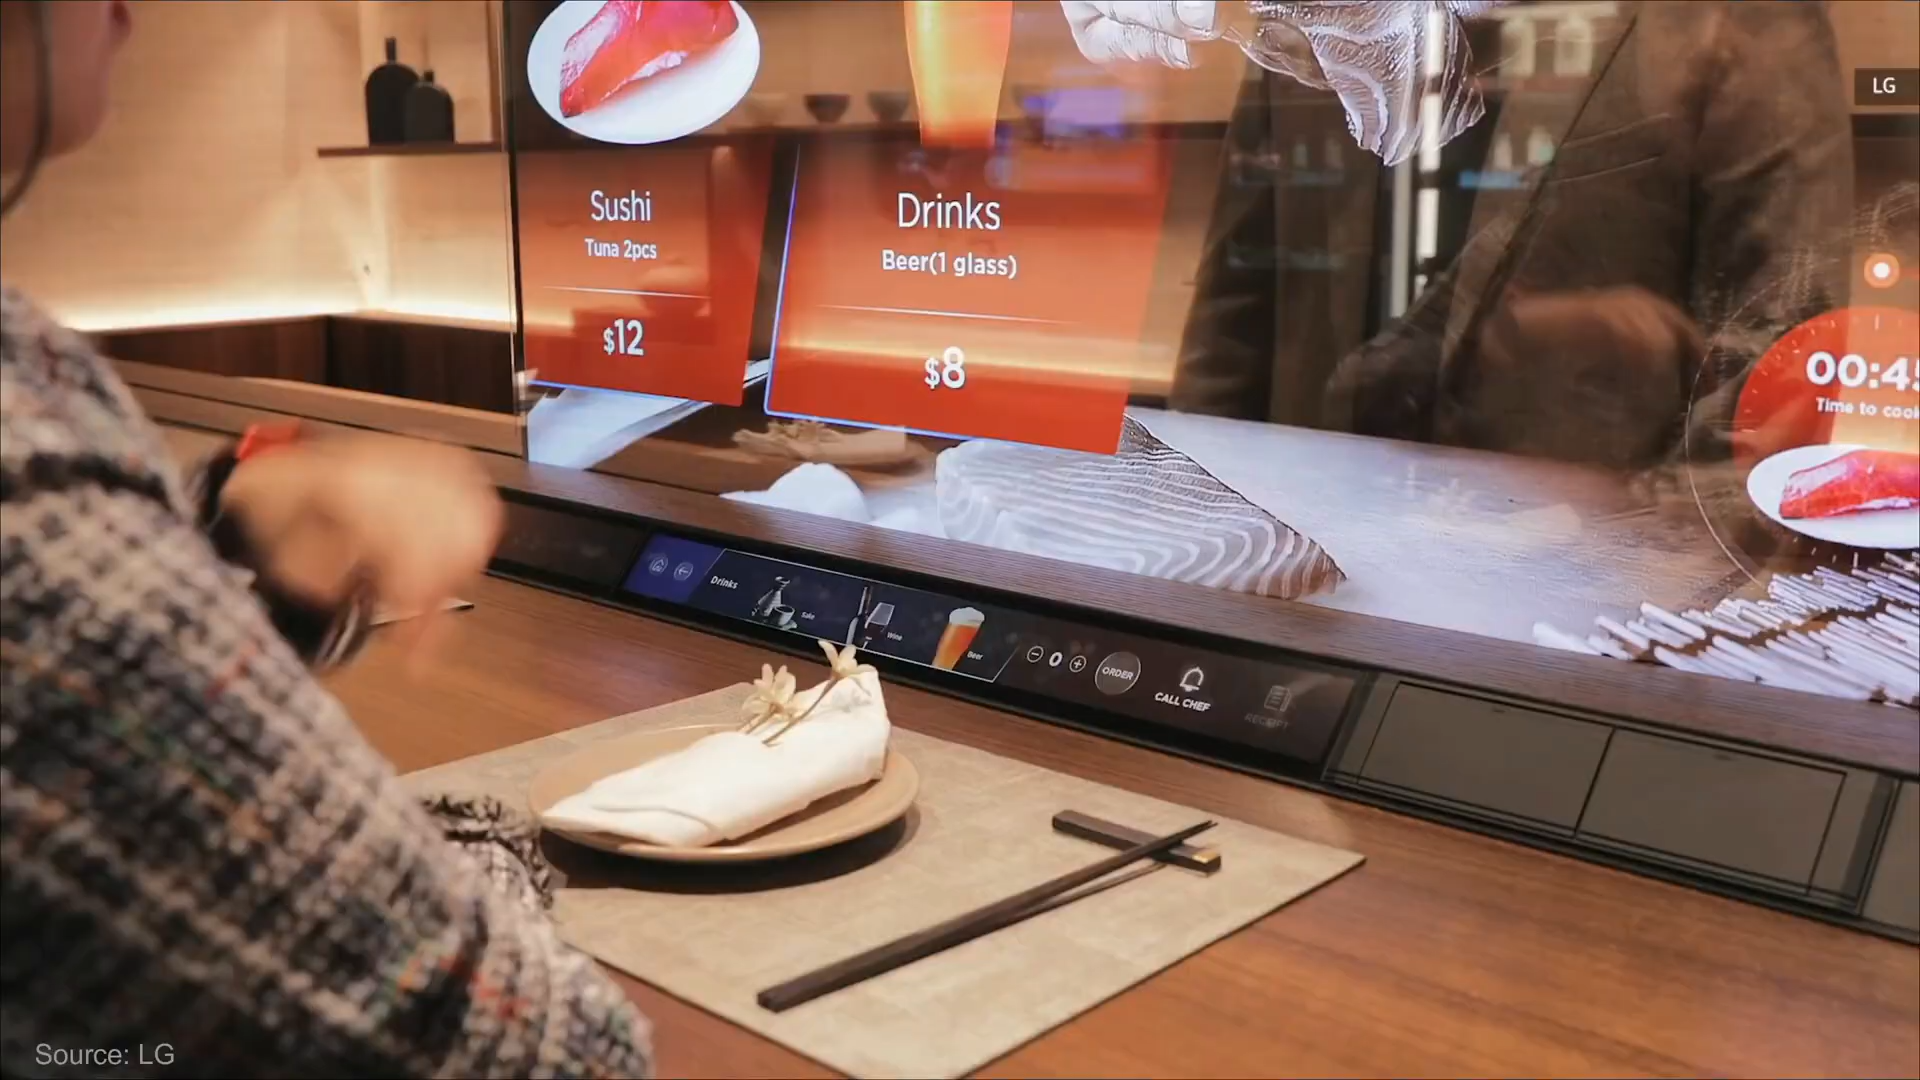 LG
Sushi
Tuna 2pcs
$12
Drinks
Beer(1 glass)
$8
00:45
Time to cook
Drinks
Sake
Wine
Beer
0
ORDER
CALL CHEF
RECEIPT
Source: LG